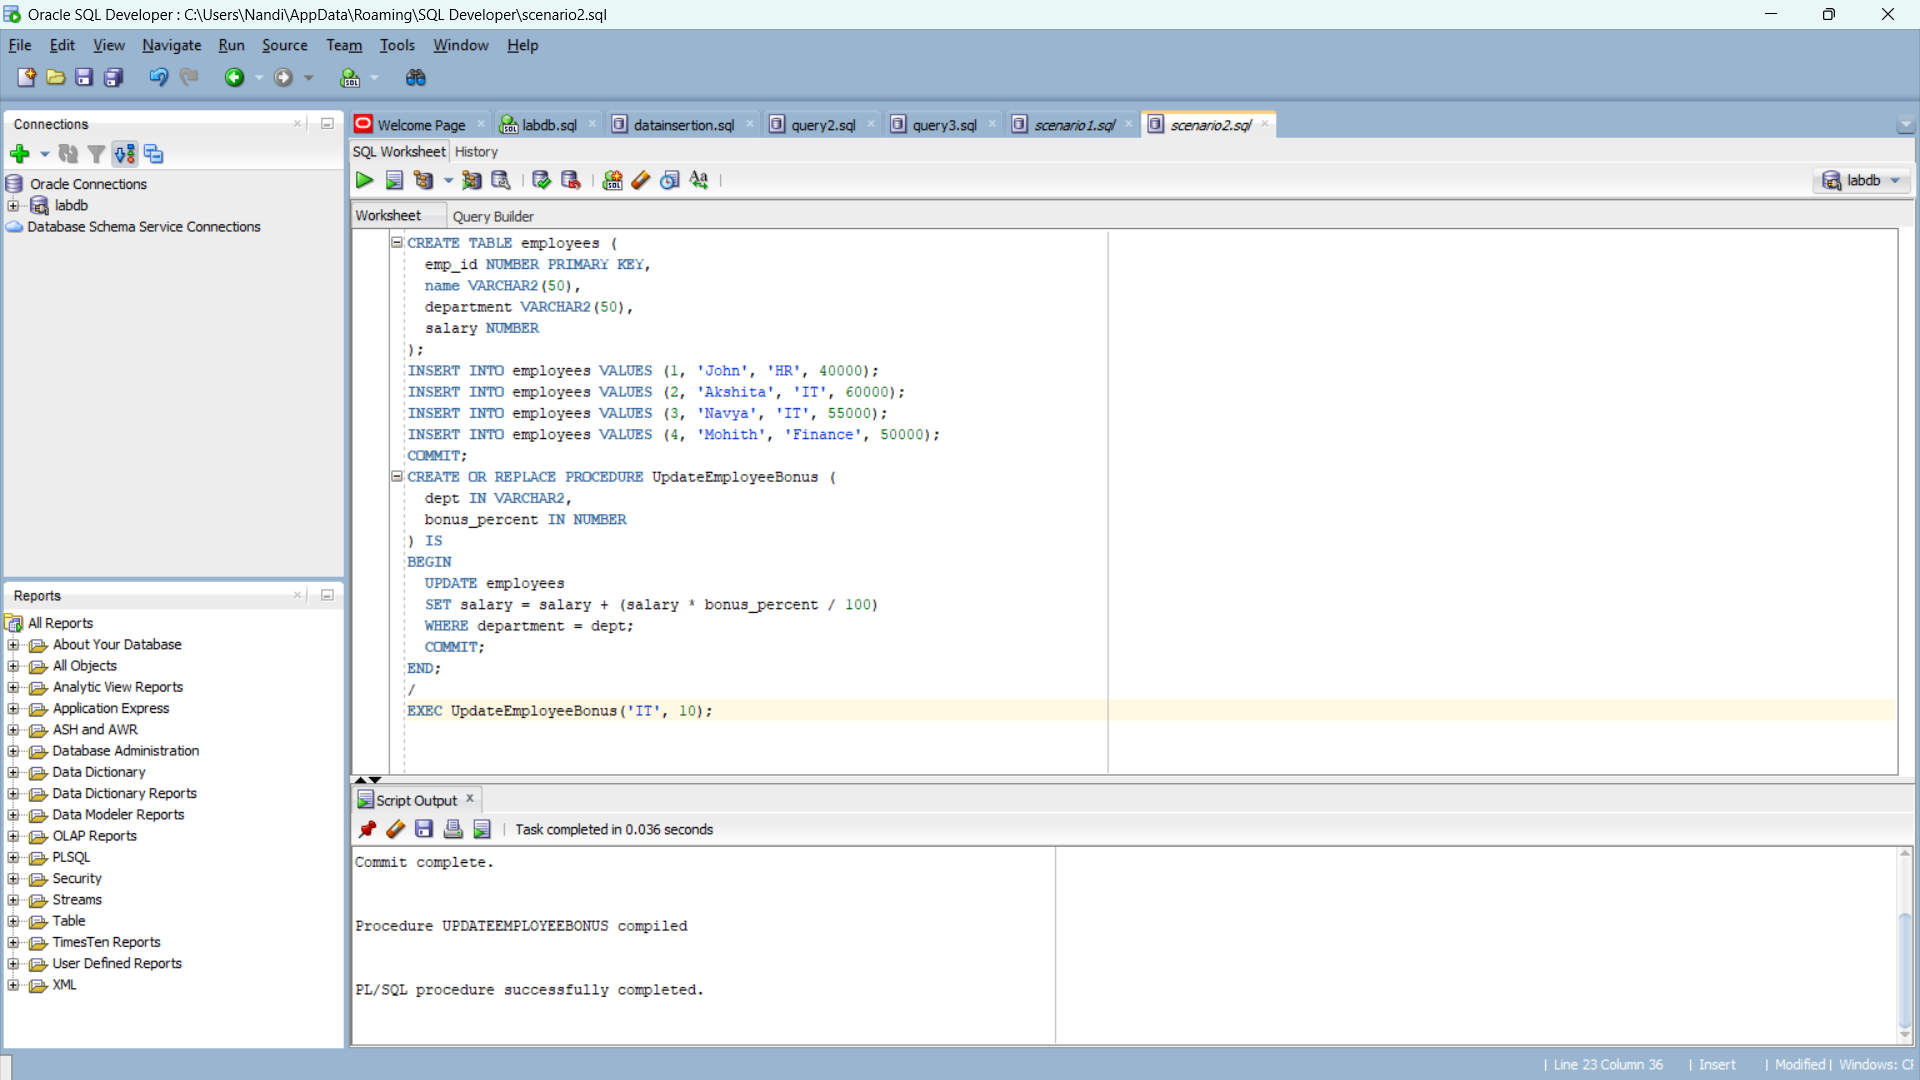 Oracle SQL Developer : C:\Users\Nandi\AppData\Roaming\SQL Developer\scenario2.sql
File Edit View Navigate Run Source Team Tools Window Help
Connections
Oracle Connections
labdb
Database Schema Service Connections
Reports
All Reports
About Your Database
All Objects
Analytic View Reports
Application Express
ASH and AWR
Database Administration
Data Dictionary
Data Dictionary Reports
Data Modeler Reports
OLAP Reports
PLSQL
Security
Streams
Table
TimesTen Reports
User Defined Reports
XML
Welcome Page labdb.sql datainsertion.sql query2.sql query3.sql scenario1.sql scenario2.sql
SQL Worksheet History
labdb
Worksheet Query Builder
CREATE TABLE employees (
  emp_id NUMBER PRIMARY KEY,
  name VARCHAR2(50),
  department VARCHAR2(50),
  salary NUMBER
);
INSERT INTO employees VALUES (1, 'John', 'HR', 40000);
INSERT INTO employees VALUES (2, 'Akshita', 'IT', 60000);
INSERT INTO employees VALUES (3, 'Navya', 'IT', 55000);
INSERT INTO employees VALUES (4, 'Mohith', 'Finance', 50000);
COMMIT;
CREATE OR REPLACE PROCEDURE UpdateEmployeeBonus (
  dept IN VARCHAR2,
  bonus_percent IN NUMBER
) IS
BEGIN
  UPDATE employees
  SET salary = salary + (salary * bonus_percent / 100)
  WHERE department = dept;
  COMMIT;
END;
/
EXEC UpdateEmployeeBonus('IT', 10);
Script Output
Task completed in 0.036 seconds
Commit complete.
Procedure UPDATEEMPLOYEEBONUS compiled
PL/SQL procedure successfully completed.
Line 23 Column 36 | Insert | Modified | Windows: C